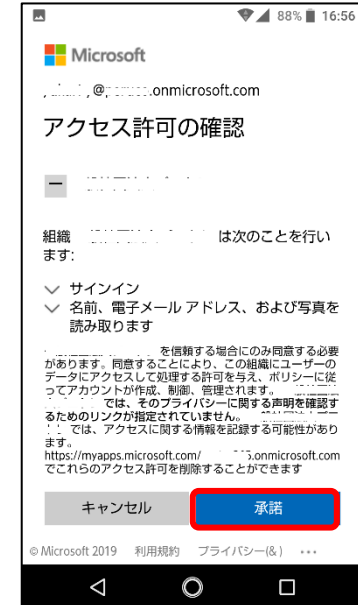 88% 16:56
Microsoft
.onmicrosoft.com
アクセス許可の確認
組織 は次のことを行い
ます:
サインイン
名前、電子メール アドレス、および写真を
読み取ります
を信頼する場合にのみ同意する必要
があります。同意することにより、この組織にユーザーの
データにアクセスして処理する許可を与え、ポリシーに従
ってアカウントが作成、制御、管理されます。
では、そのプライバシーに関する声明を確認す
るためのリンクが指定されていません。
では、アクセスに関する情報を記録する可能性があり
ます。
https://myapps.microsoft.com/ .onmicrosoft.com
でこれらのアクセス許可を削除することができます
キャンセル 承諾
© Microsoft 2019 利用規約 プライバシー(&) ...